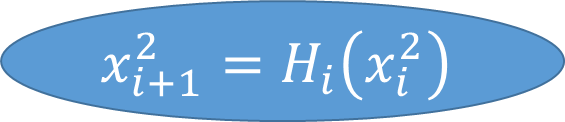 $x_{i+1}^{2} = H_i(x_i^{2})$